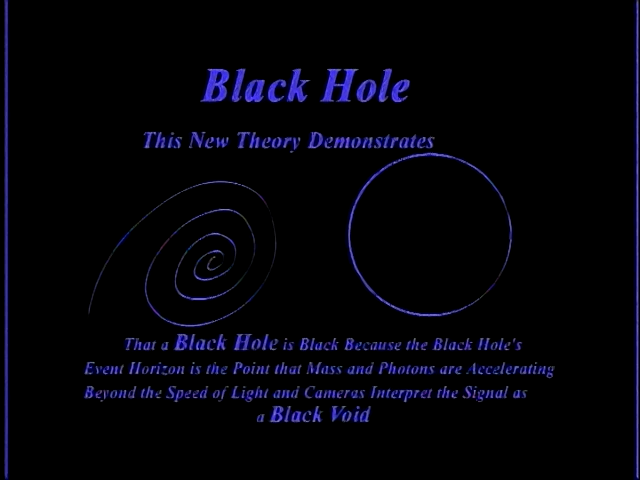 Black Hole
This New Theory Demonstrates
That a Black Hole is Black Because the Black Hole's
Event Horizon is the Point that Mass and Photons are Accelerating
Beyond the Speed of Light and Cameras Interpret the Signal as
a Black Void